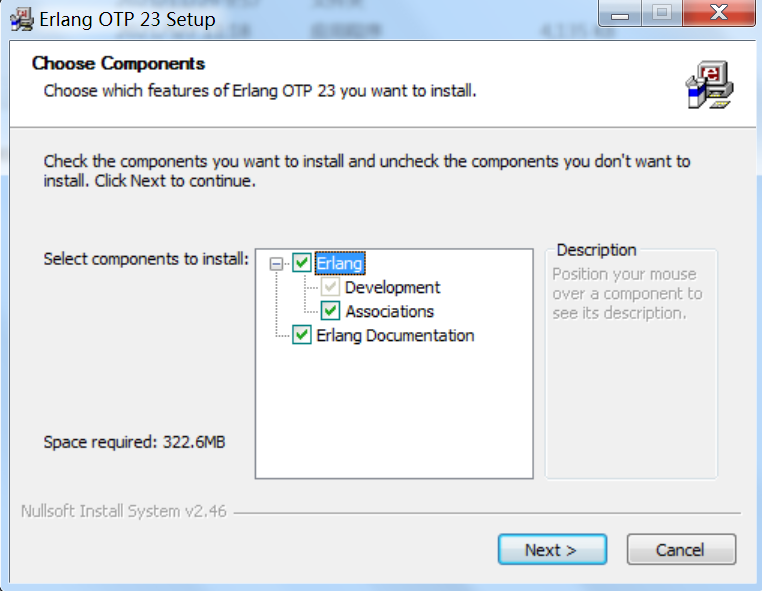 Erlang OTP 23 Setup
Choose Components
Choose which features of Erlang OTP 23 you want to install.
Check the components you want to install and uncheck the components you don't want to
install. Click Next to continue.
Select components to install:
Erlang
Development
Associations
Erlang Documentation
Description
Position your mouse
over a component to
see its description.
Space required: 322.6MB
Nullsoft Install System v2.46
Next >
Cancel